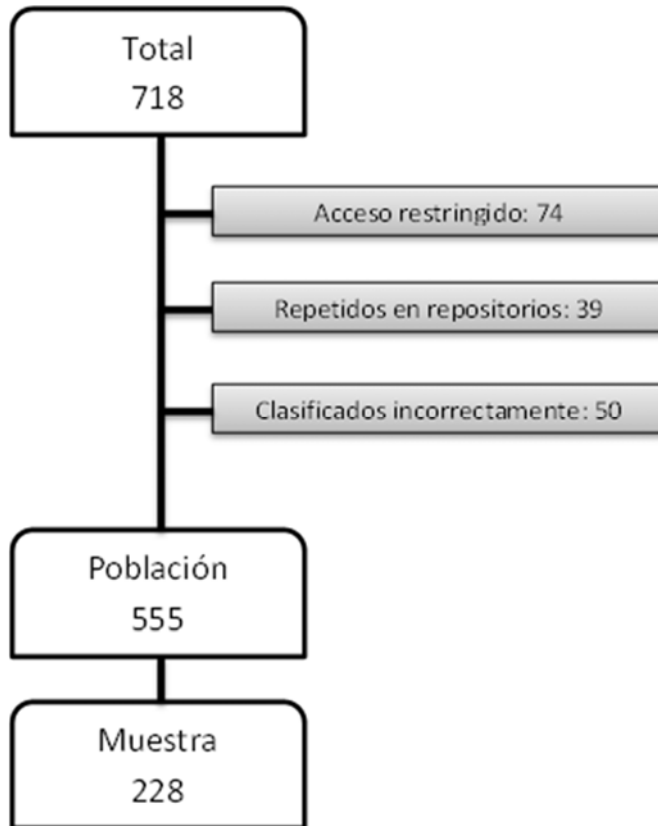 Total
718
Acceso restringido: 74
Repetidos en repositorios: 39
Clasificados incorrectamente: 50
Población
555
Muestra
228